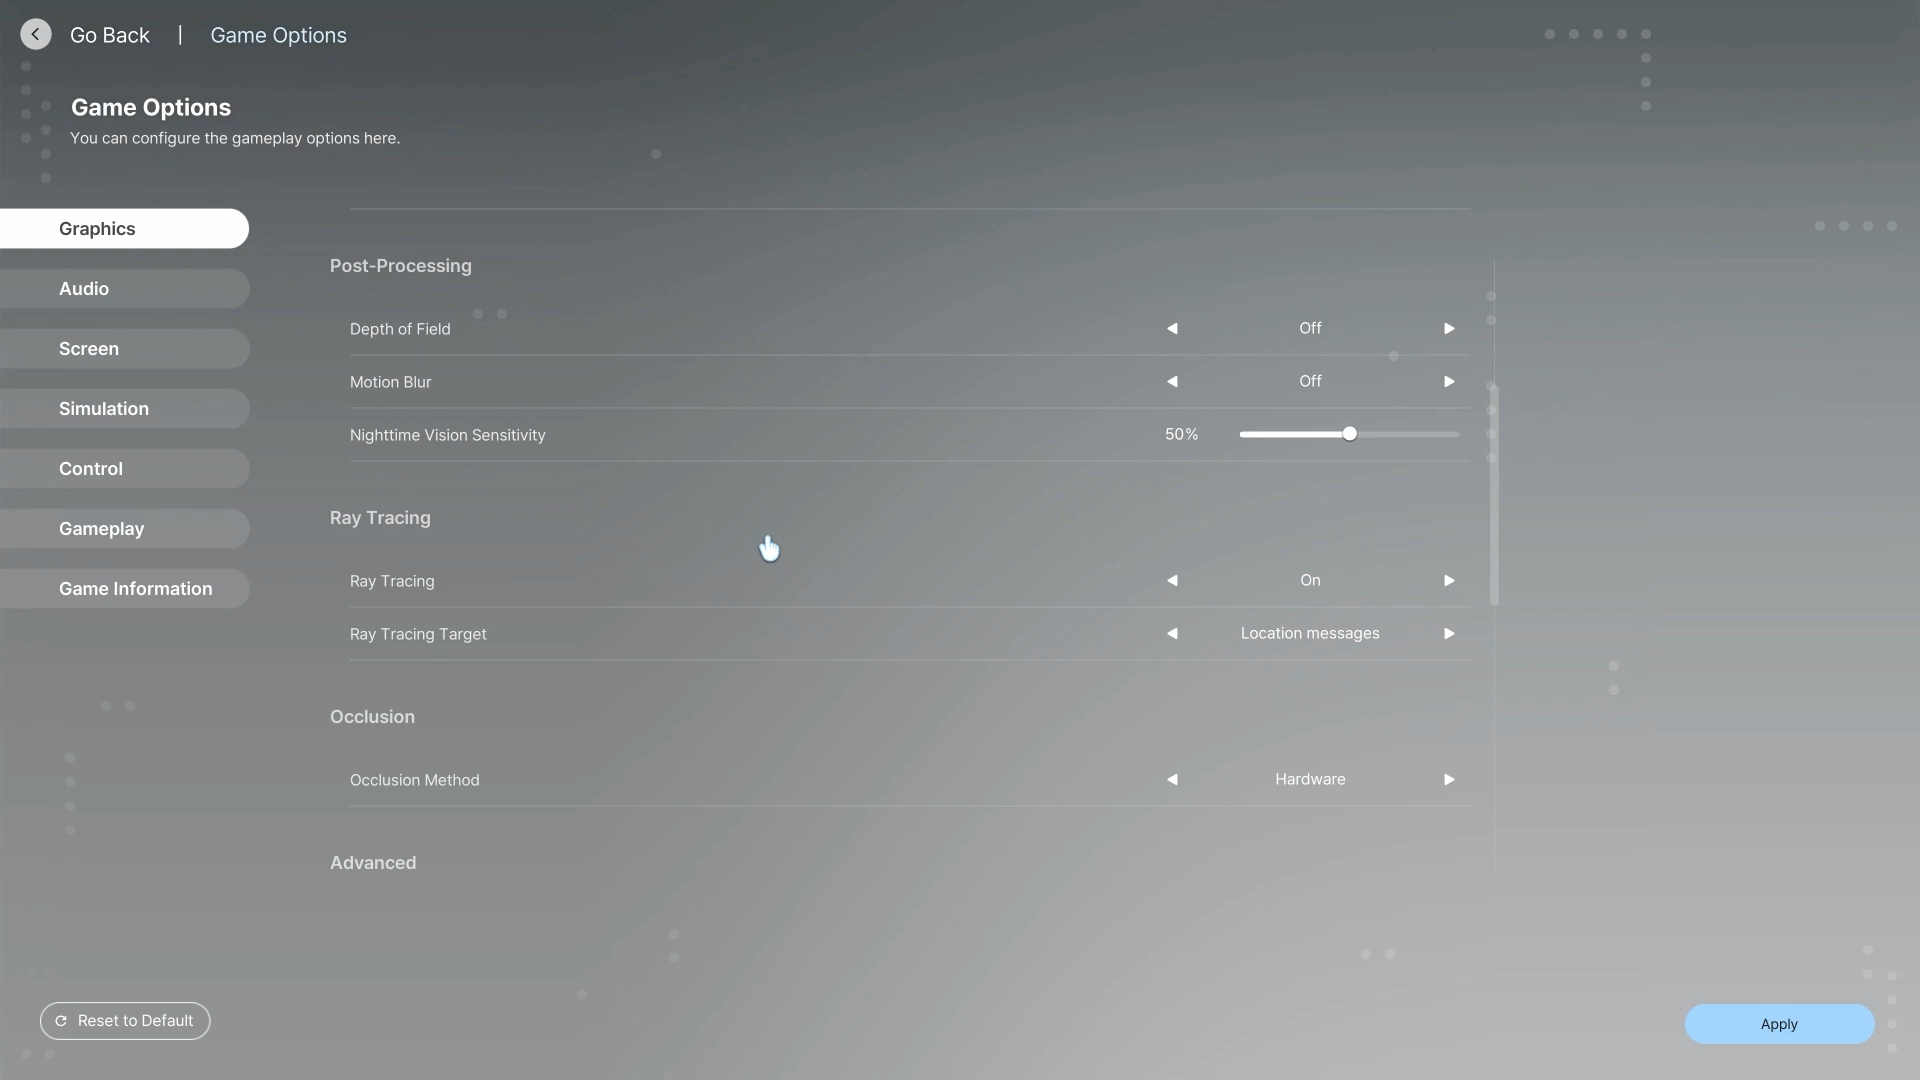 Go Back | Game Options
Game Options
You can configure the gameplay options here.
Graphics
Audio
Screen
Simulation
Control
Gameplay
Game Information
Post-Processing
Depth of Field Off
Motion Blur Off
Nighttime Vision Sensitivity 50%
Ray Tracing
Ray Tracing On
Ray Tracing Target Location messages
Occlusion
Occlusion Method Hardware
Advanced
Reset to Default
Apply